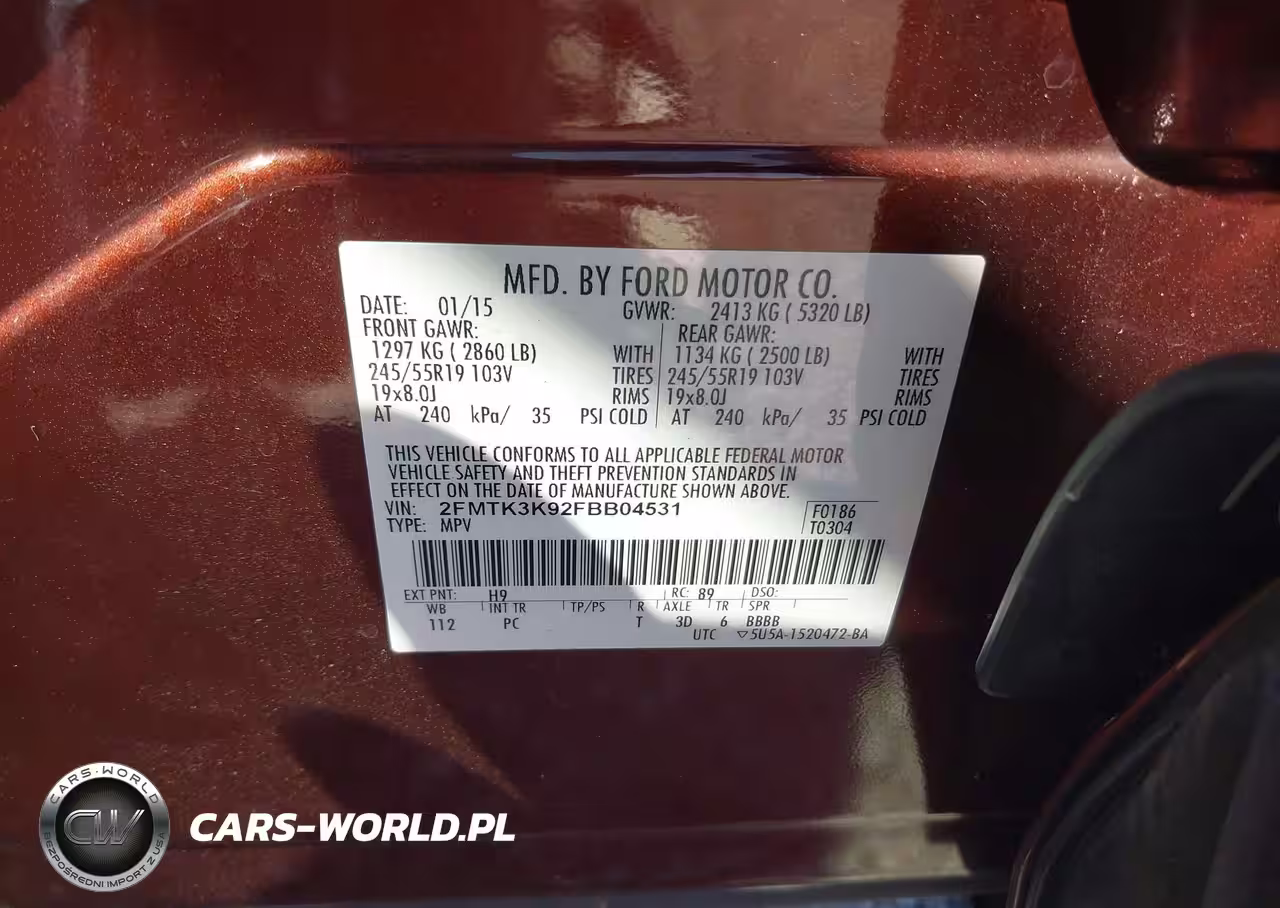 MFD. BY FORD MOTOR CO.
DATE: 01/15 GVWR: 2413 KG ( 5320 LB)
FRONT GAWR: REAR GAWR:
1297 KG ( 2860 LB) WITH 1134 KG ( 2500 LB) WITH
245/55R19 103V TIRES 245/55R19 103V TIRES
19x8.0J RIMS 19x8.0J RIMS
AT 240 kPa/ 35 PSI COLD AT 240 kPa/ 35 PSI COLD
THIS VEHICLE CONFORMS TO ALL APPLICABLE FEDERAL MOTOR
VEHICLE SAFETY AND THEFT PREVENTION STANDARDS IN
EFFECT ON THE DATE OF MANUFACTURE SHOWN ABOVE.
VIN: 2FMTK3K92FBB04531 F0186
TYPE: MPV T0304
EXT PNT: H9 RC: 89 DSO:
WB INT TR TP/PS R AXLE TR SPR
112 PC T 3D 6 BBBB
UTC ▽5U5A-1520472-BA
CARS-WORLD
CW
BEZPOŚREDNI IMPORT Z USA
CARS-WORLD.PL